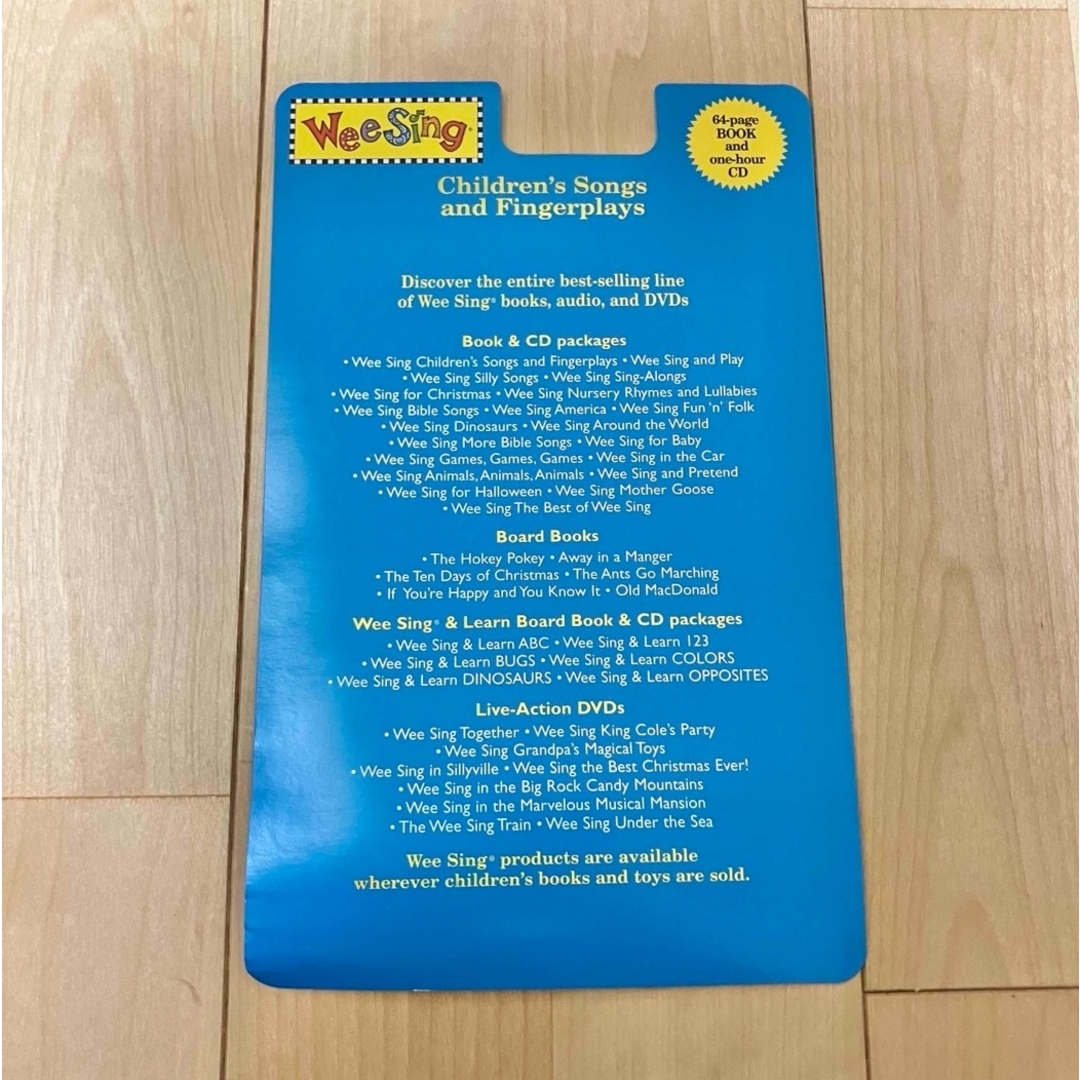 Wee Sing®
64-page
BOOK
and
one-hour
CD
Children's Songs
and Fingerplays
Discover the entire best-selling line
of Wee Sing® books, audio, and DVDs
Book & CD packages
• Wee Sing Children's Songs and Fingerplays • Wee Sing and Play
• Wee Sing Silly Songs • Wee Sing Sing-Alongs
• Wee Sing for Christmas • Wee Sing Nursery Rhymes and Lullabies
• Wee Sing Bible Songs • Wee Sing America • Wee Sing Fun 'n' Folk
• Wee Sing Dinosaurs • Wee Sing Around the World
• Wee Sing More Bible Songs • Wee Sing for Baby
• Wee Sing Games, Games, Games • Wee Sing in the Car
• Wee Sing Animals, Animals, Animals • Wee Sing and Pretend
• Wee Sing for Halloween • Wee Sing Mother Goose
• Wee Sing The Best of Wee Sing
Board Books
• The Hokey Pokey • Away in a Manger
• The Ten Days of Christmas • The Ants Go Marching
• If You're Happy and You Know It • Old MacDonald
Wee Sing® & Learn Board Book & CD packages
• Wee Sing & Learn ABC • Wee Sing & Learn 123
• Wee Sing & Learn BUGS • Wee Sing & Learn COLORS
• Wee Sing & Learn DINOSAURS • Wee Sing & Learn OPPOSITES
Live-Action DVDs
• Wee Sing Together • Wee Sing King Cole's Party
• Wee Sing Grandpa's Magical Toys
• Wee Sing in Sillyville • Wee Sing the Best Christmas Ever!
• Wee Sing in the Big Rock Candy Mountains
• Wee Sing in the Marvelous Musical Mansion
• The Wee Sing Train • Wee Sing Under the Sea
Wee Sing® products are available
wherever children's books and toys are sold.